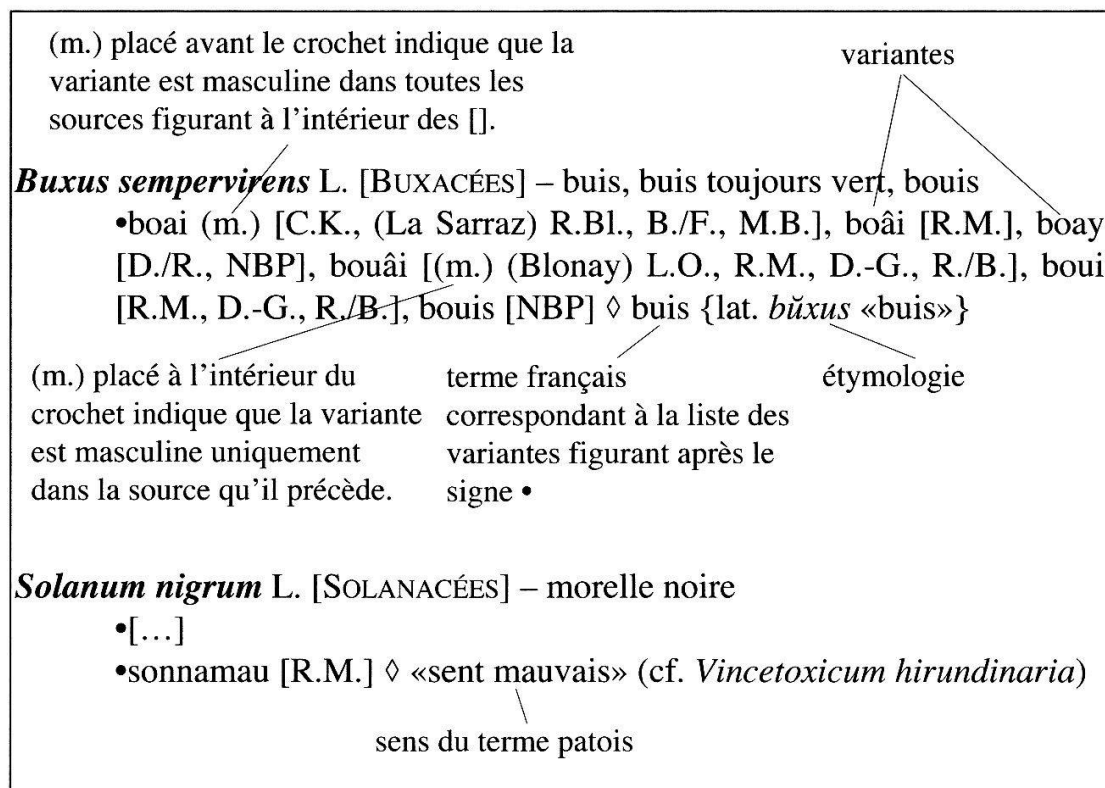 (m.) placé avant le crochet indique que la
variante est masculine dans toutes les
sources figurant à l'intérieur des [].
variantes
Buxus sempervirens L. [BUXACÉES] – buis, buis toujours vert, bouis
•boai (m.) [C.K., (La Sarraz) R.Bl., B./F., M.B.], boâi [R.M.], boay
[D./R., NBP], bouâi [(m.) (Blonay) L.O., R.M., D.-G., R./B.], boui
[R.M., D.-G., R./B.], bouis [NBP] ◊ buis {lat. bŭxus «buis»}
(m.) placé à l'intérieur du
crochet indique que la variante
est masculine uniquement
dans la source qu'il précède.
terme français
correspondant à la liste des
variantes figurant après le
signe •
étymologie
Solanum nigrum L. [SOLANACÉES] – morelle noire
•[…]
•sonnamau [R.M.] ◊ «sent mauvais» (cf. Vincetoxicum hirundinaria)
sens du terme patois